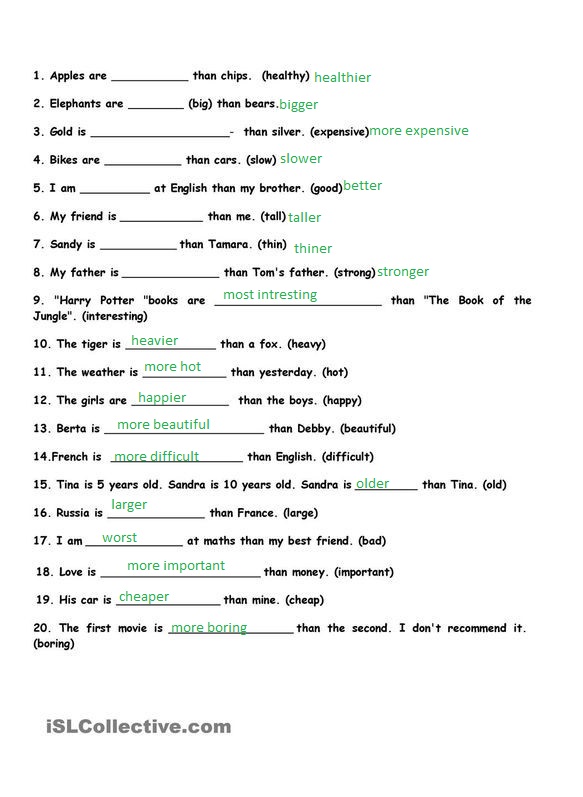 1. Apples are ____________ than chips. (healthy) healthier
2. Elephants are ________ (big) than bears. bigger
3. Gold is ______________________- than silver. (expensive) more expensive
4. Bikes are ____________ than cars. (slow) slower
5. I am ___________ at English than my brother. (good) better
6. My friend is _____________ than me. (tall) taller
7. Sandy is ____________ than Tamara. (thin) thiner
8. My father is _______________ than Tom's father. (strong) stronger
9. "Harry Potter "books are most intresting than "The Book of the
Jungle". (interesting)
10. The tiger is heavier than a fox. (heavy)
11. The weather is more hot than yesterday. (hot)
12. The girls are happier than the boys. (happy)
13. Berta is more beautiful than Debby. (beautiful)
14.French is more difficult than English. (difficult)
15. Tina is 5 years old. Sandra is 10 years old. Sandra is older than Tina. (old)
16. Russia is larger than France. (large)
17. I am worst at maths than my best friend. (bad)
18. Love is more important than money. (important)
19. His car is cheaper than mine. (cheap)
20. The first movie is more boring than the second. I don't recommend it.
(boring)
iSLCollective.com